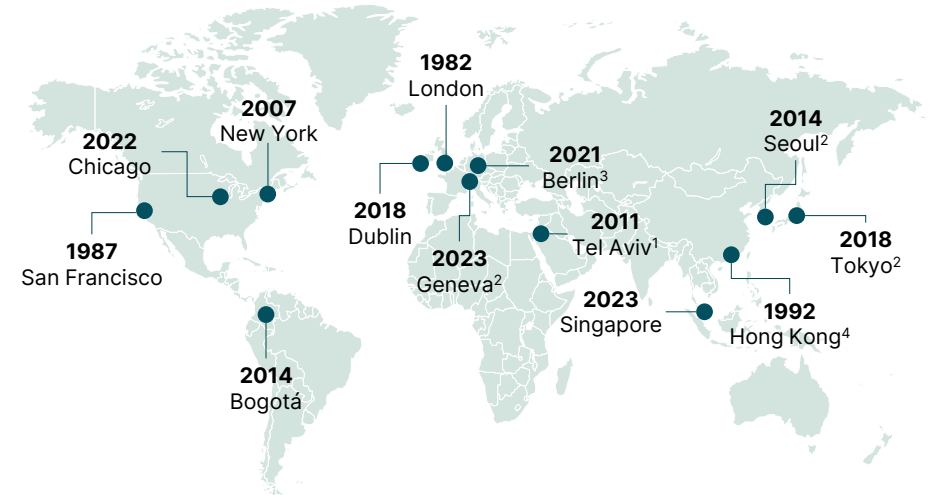 1982
London
2007
New York
2014
Seoul²
2022
Chicago
2021
Berlin³
2018
Dublin
2011
Tel Aviv¹
2018
Tokyo²
1987
San Francisco
2023
Geneva²
2023
Singapore
1992
Hong Kong⁴
2014
Bogotá